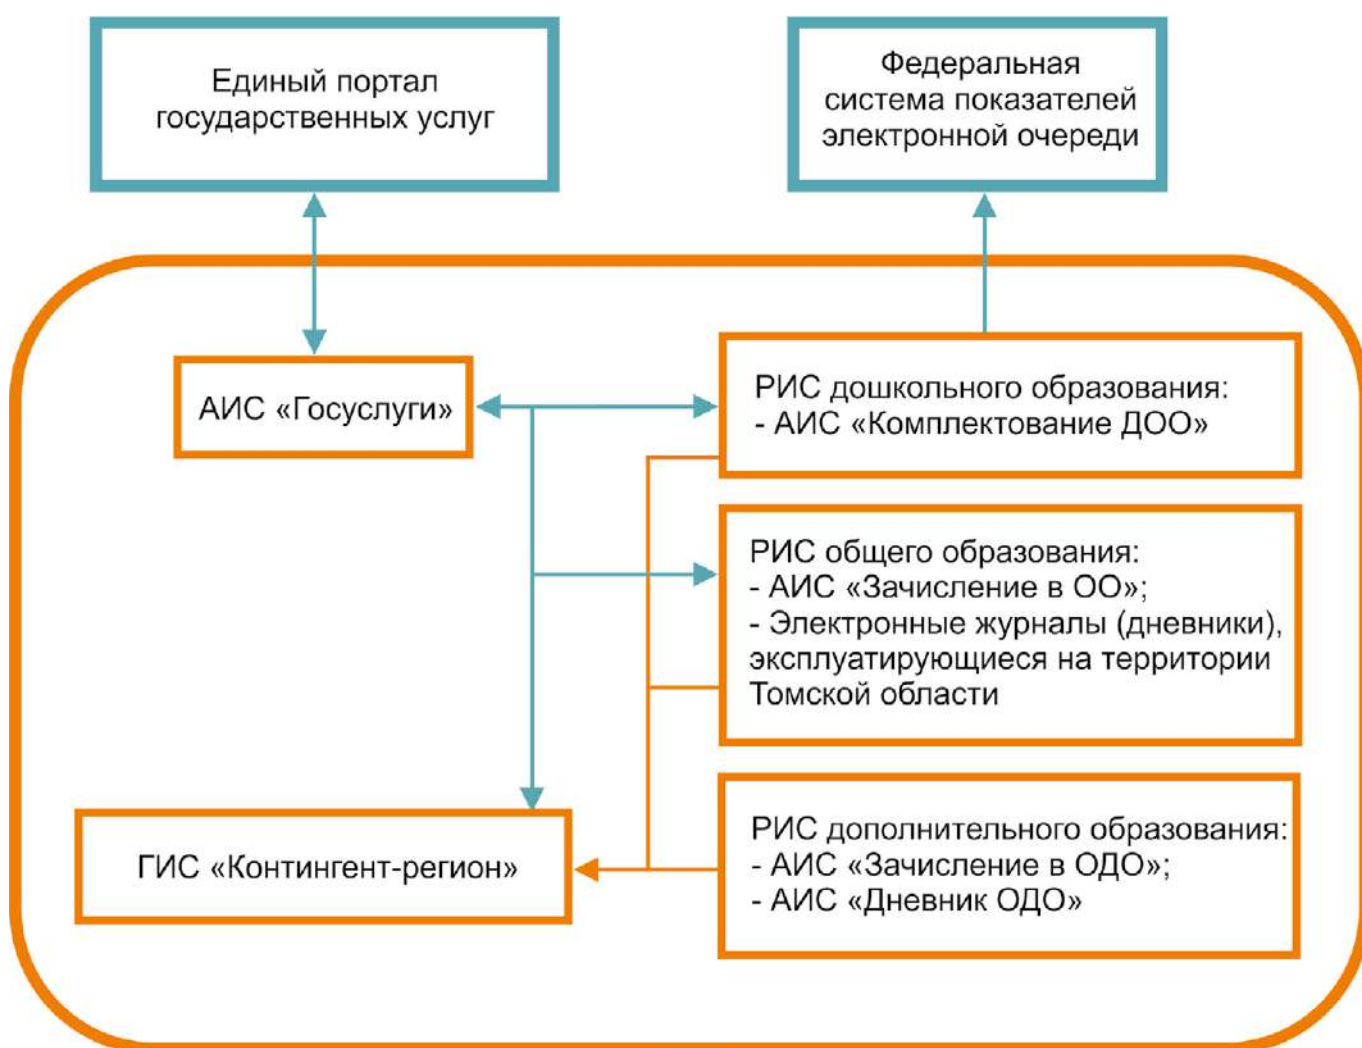 Единый портал
государственных услуг
Федеральная
система показателей
электронной очереди
АИС «Госуслуги»
РИС дошкольного образования:
- АИС «Комплектование ДОО»
РИС общего образования:
- АИС «Зачисление в ОО»;
- Электронные журналы (дневники),
эксплуатирующиеся на территории
Томской области
ГИС «Контингент-регион»
РИС дополнительного образования:
- АИС «Зачисление в ОДО»;
- АИС «Дневник ОДО»